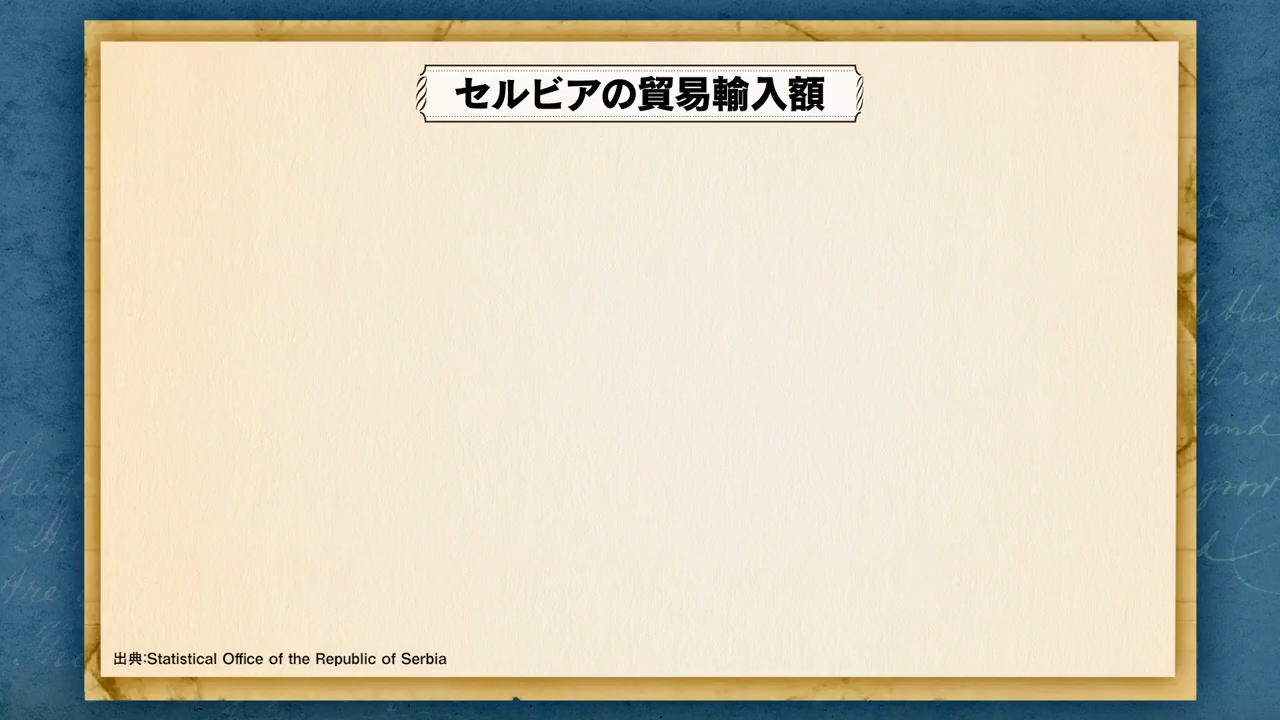 セルビアの貿易輸入額
出典:Statistical Office of the Republic of Serbia